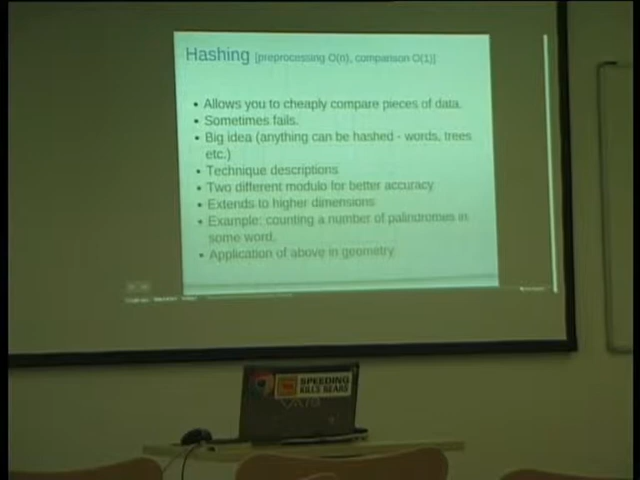 Hashing [preprocessing O(n), comparison O(1)]
• Allows you to cheaply compare pieces of data.
• Sometimes fails.
• Big idea (anything can be hashed - words, trees
etc.)
• Technique descriptions
• Two different modulo for better accuracy
• Extends to higher dimensions
• Example: counting a number of palindromes in
some word.
• Application of above in geometry
SPEEDING
KILLS BEARS
VAIO